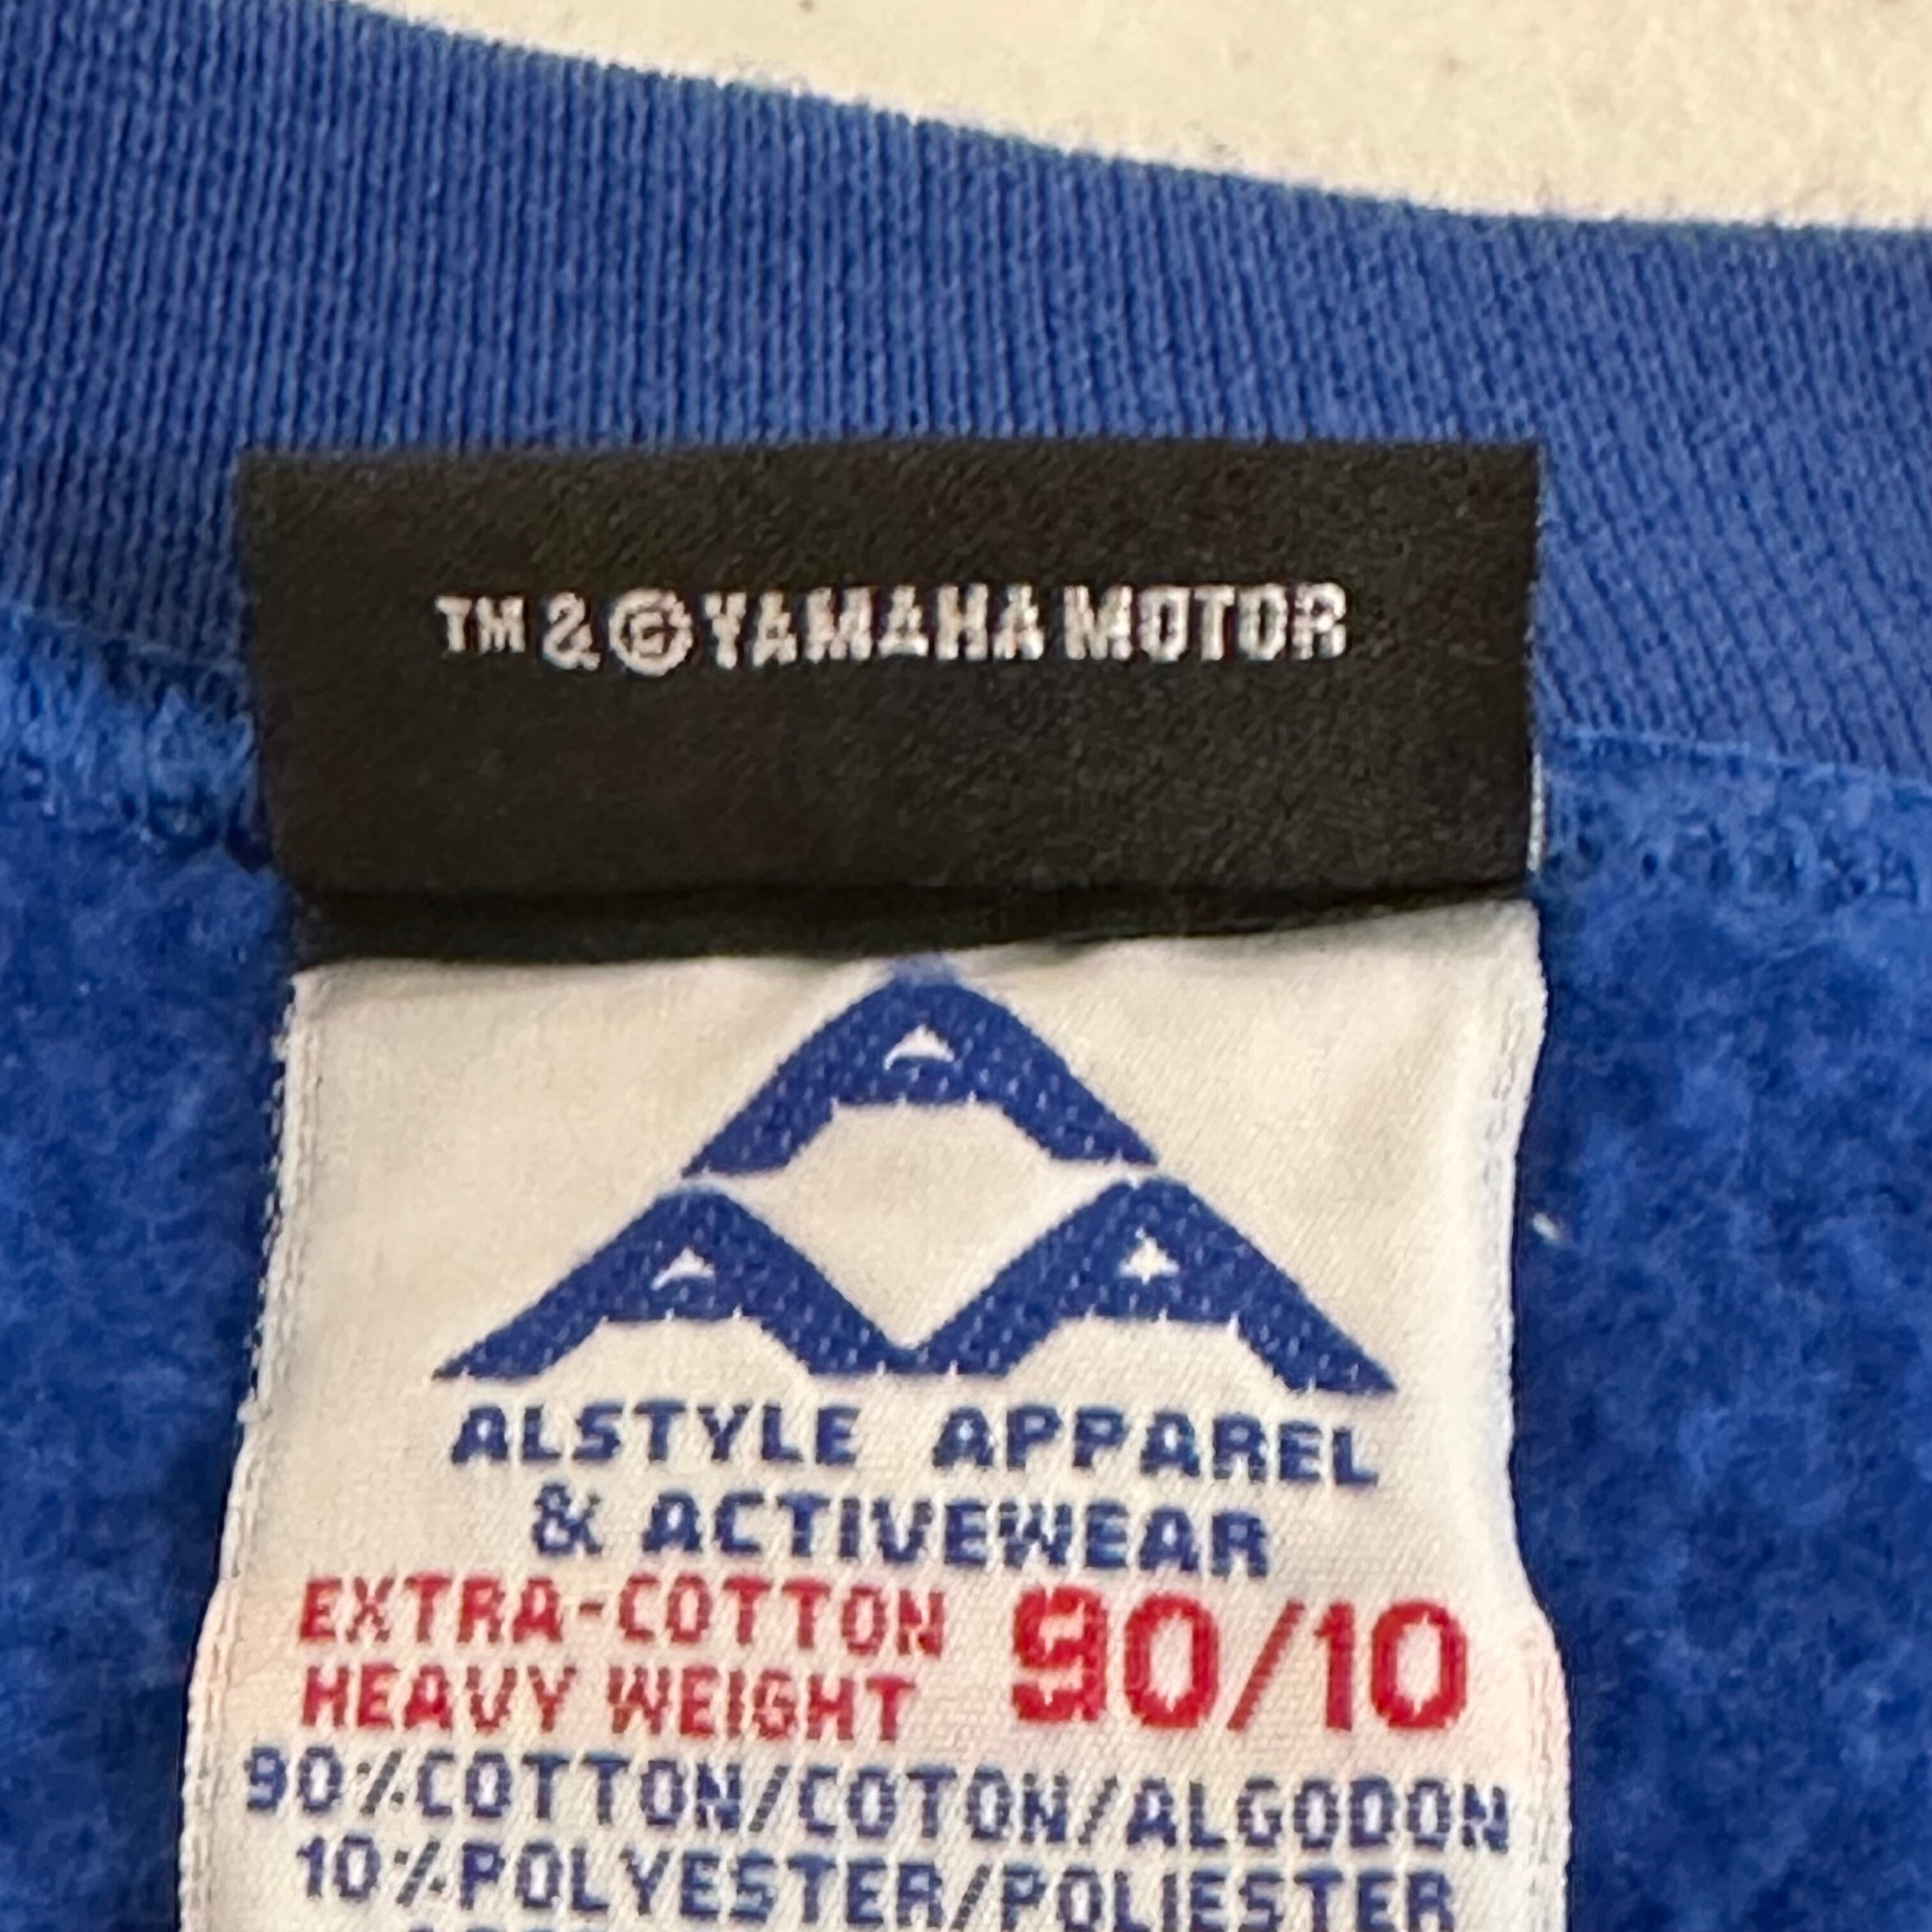 TM & © YAMAHA MOTOR
ALSTYLE APPAREL
& ACTIVEWEAR
EXTRA-COTTON 90/10
HEAVY WEIGHT
90%COTTON/COTON/ALGODON
10%POLYESTER/POLIESTER